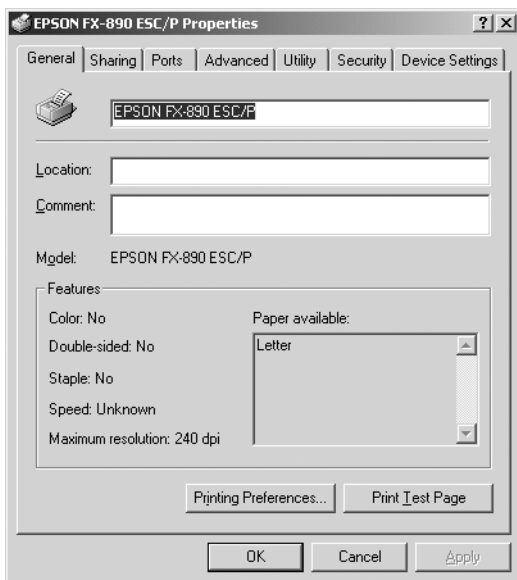 EPSON FX-890 ESC/P Properties
? X
General Sharing Ports Advanced Utility Security Device Settings
EPSON FX-890 ESC/P
Location:
Comment:
Model: EPSON FX-890 ESC/P
Features
Color: No Paper available:
Double-sided: No Letter
Staple: No
Speed: Unknown
Maximum resolution: 240 dpi
Printing Preferences... Print Test Page
OK Cancel Apply